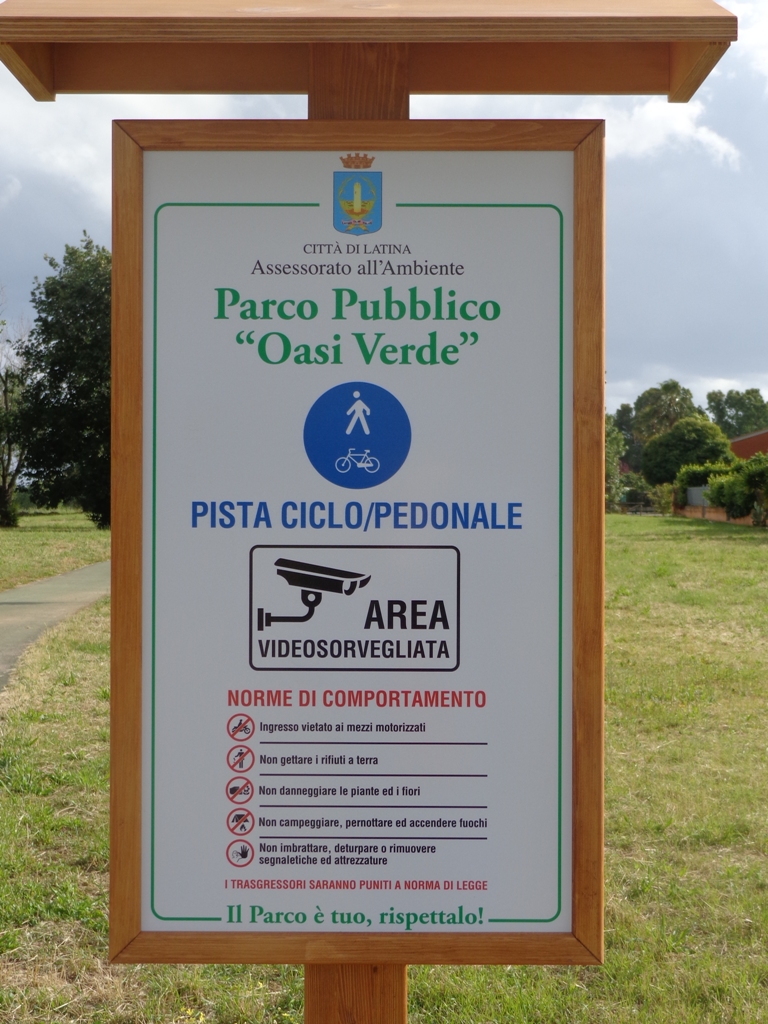 CITTÀ DI LATINA
Assessorato all'Ambiente
Parco Pubblico
“Oasi Verde”
PISTA CICLO/PEDONALE
AREA
VIDEOSORVEGLIATA
NORME DI COMPORTAMENTO
Ingresso vietato ai mezzi motorizzati
Non gettare i rifiuti a terra
Non danneggiare le piante ed i fiori
Non campeggiare, pernottare ed accendere fuochi
Non imbrattare, deturpare o rimuovere
segnaletiche ed attrezzature
I TRASGRESSORI SARANNO PUNITI A NORMA DI LEGGE
Il Parco è tuo, rispettalo!